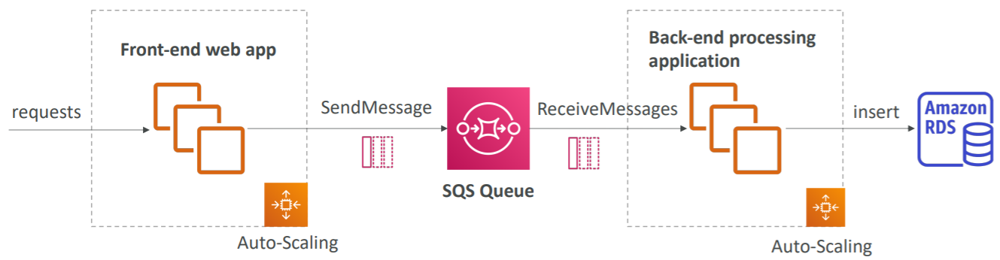 Front-end web app
Back-end processing
application
requests
SendMessage
ReceiveMessages
insert
Amazon
RDS
SQS Queue
Auto-Scaling
Auto-Scaling